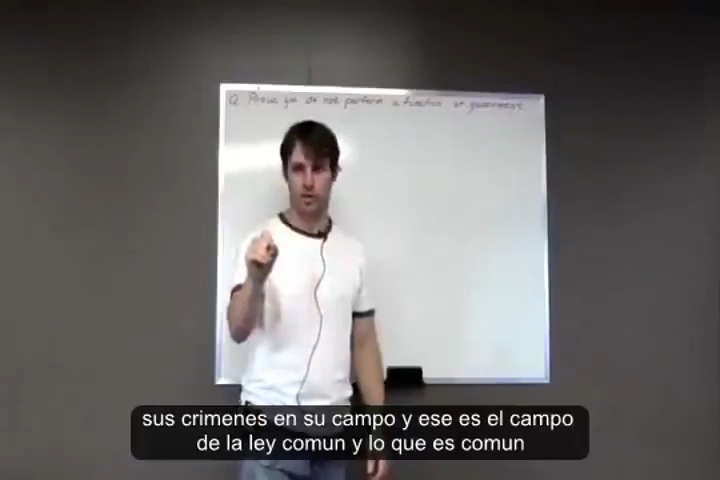 Q Prove you do not perform a function of government
sus crimenes en su campo y ese es el campo
de la ley comun y lo que es comun